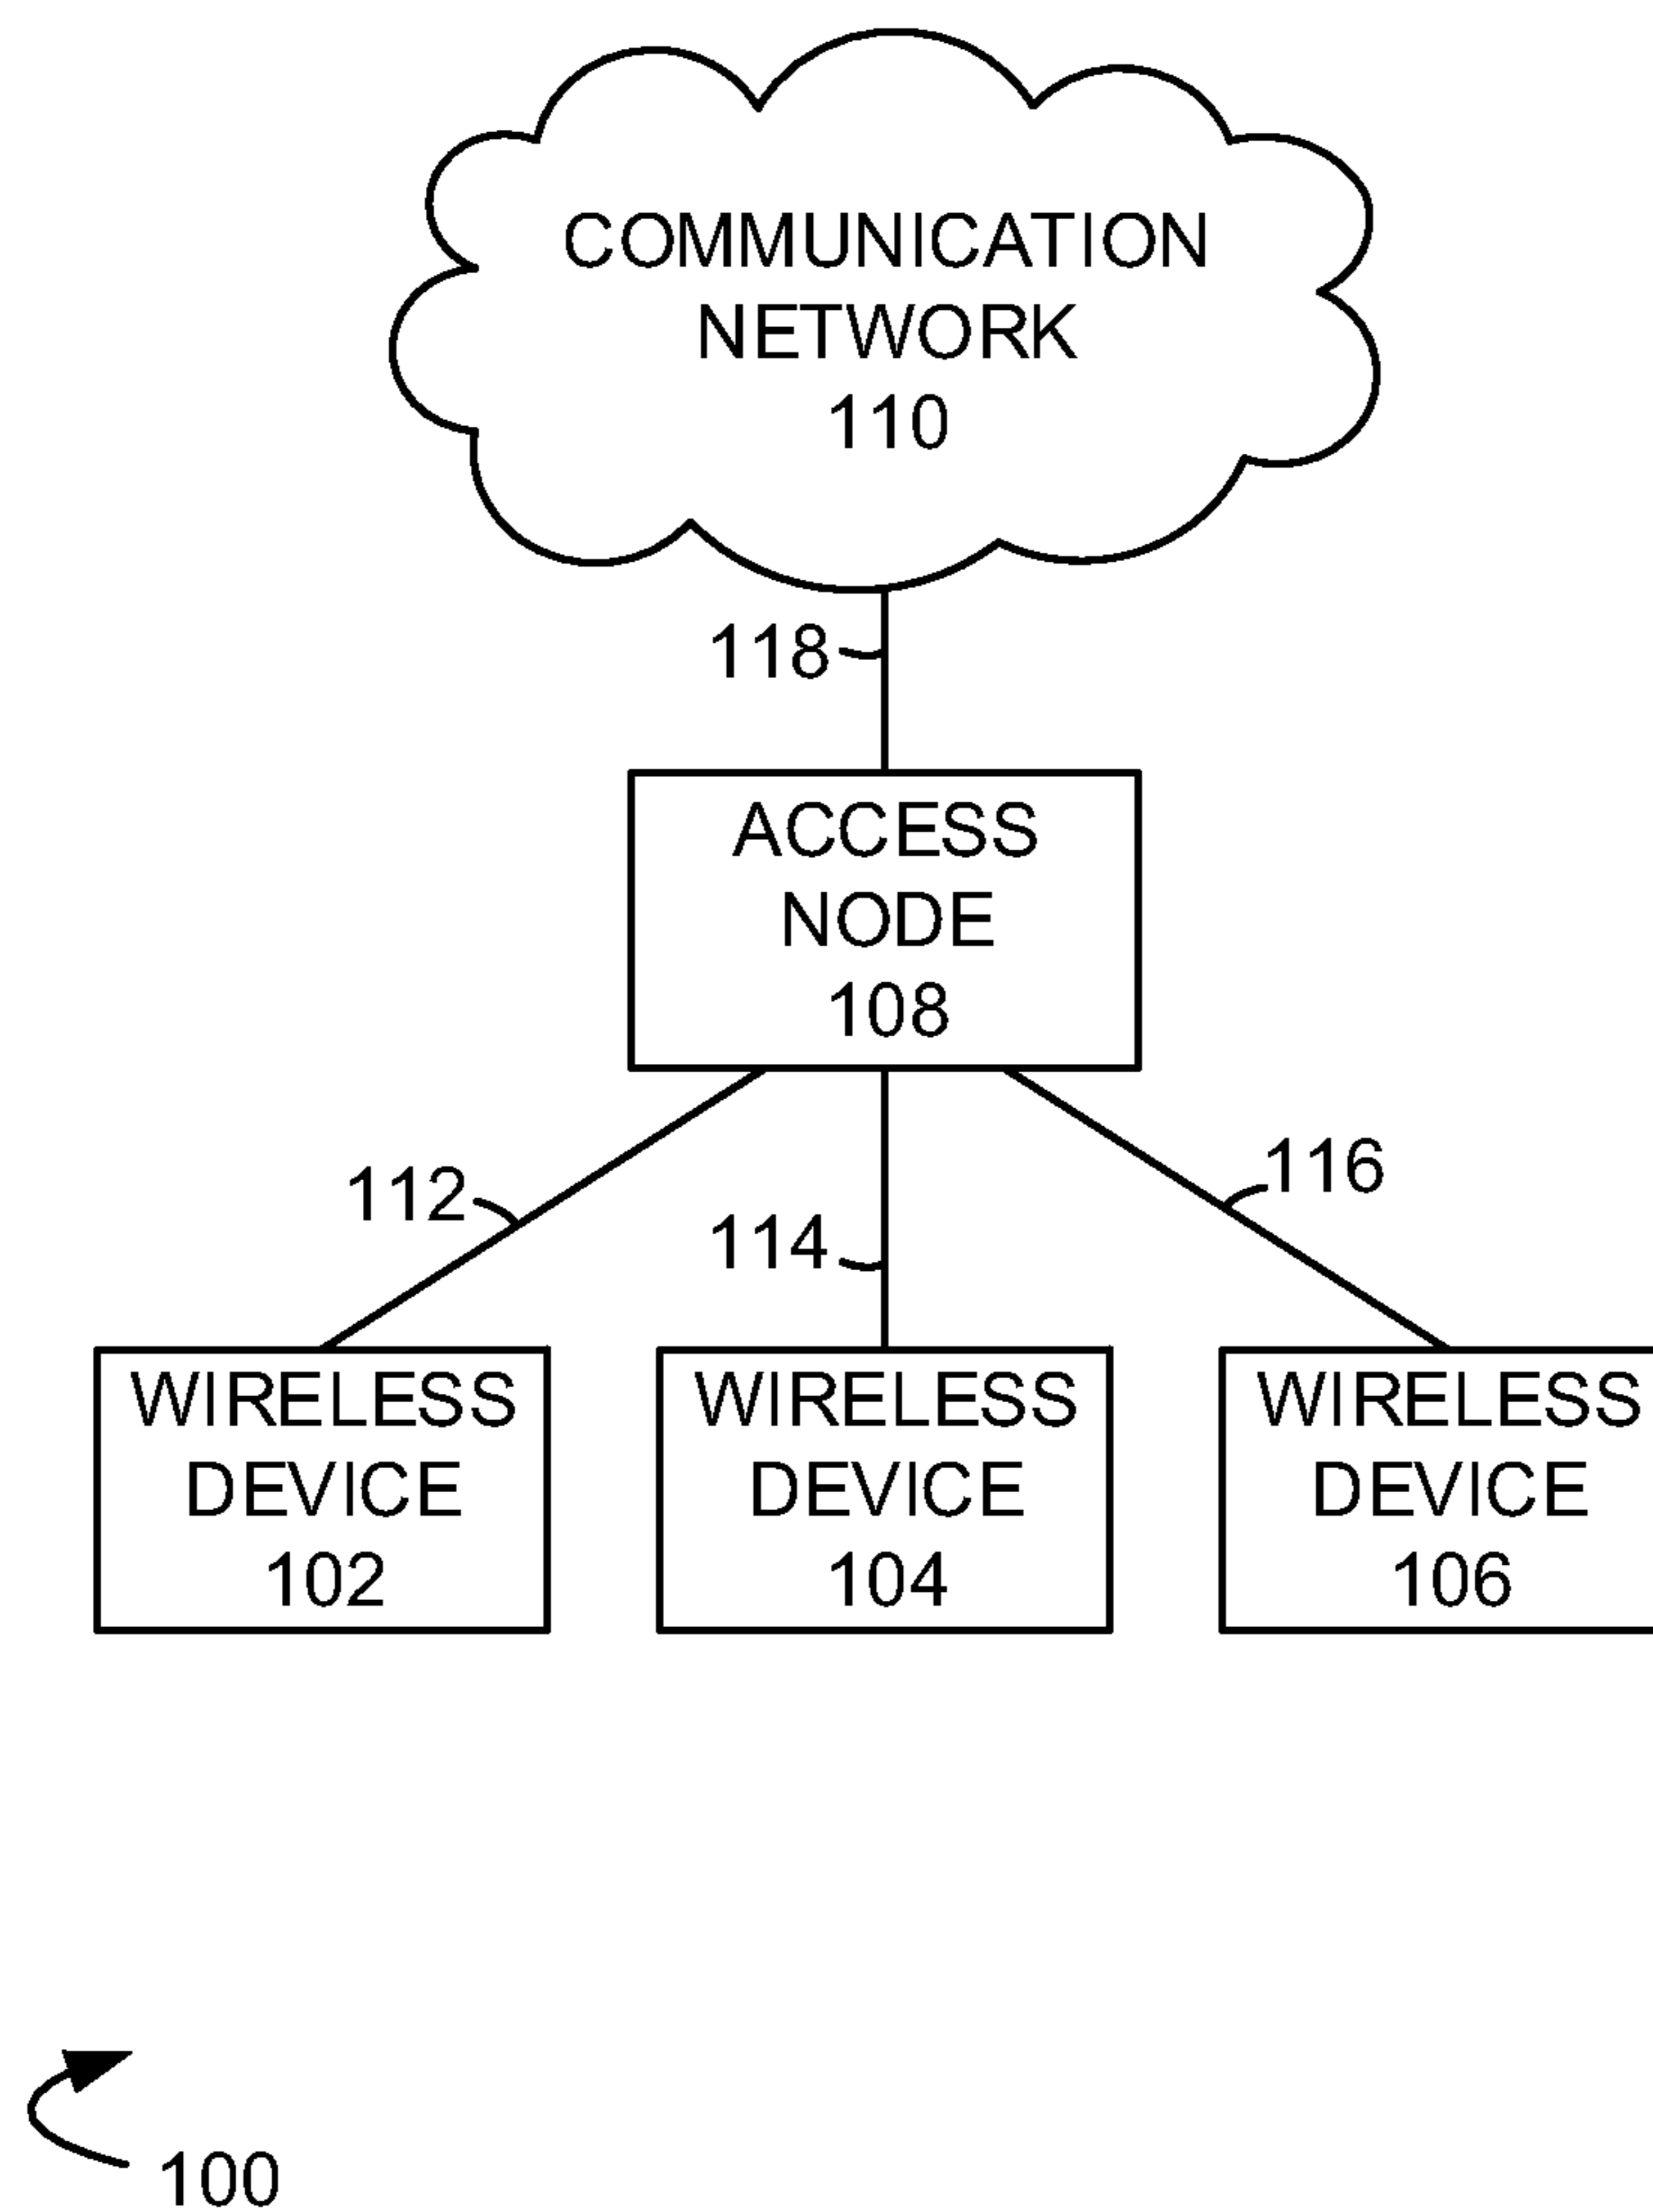 COMMUNICATION
NETWORK
110
118
ACCESS
NODE
108
112
114
116
WIRELESS
DEVICE
102
WIRELESS
DEVICE
104
WIRELESS
DEVICE
106
100